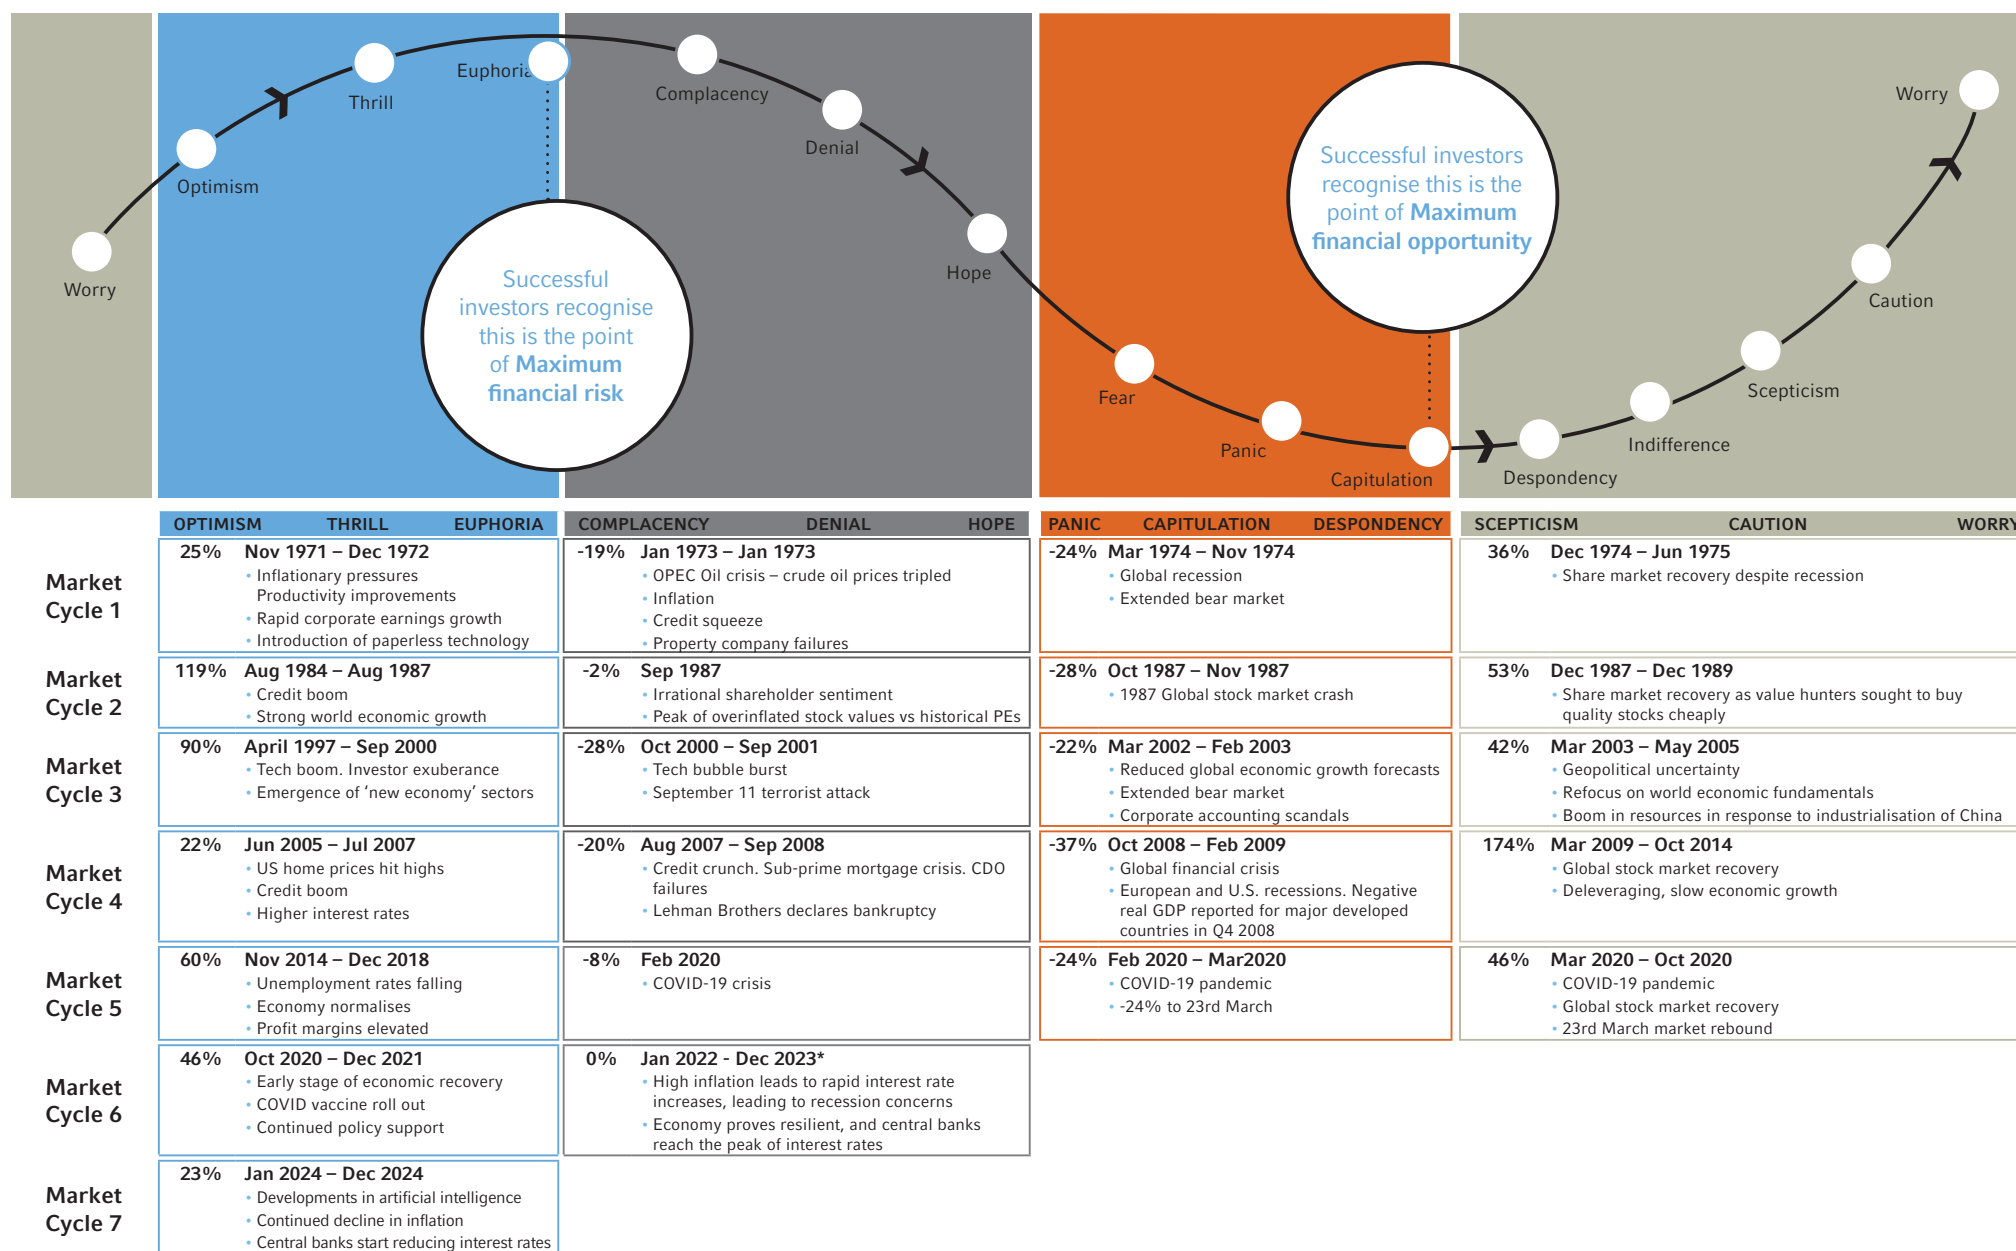 Worry
Optimism
Thrill
Euphoria
Complacency
Denial
Hope
Fear
Panic
Capitulation
Despondency
Indifference
Scepticism
Caution
Worry
Successful
investors recognise
this is the point
of Maximum
financial risk
Successful investors
recognise this is the
point of Maximum
financial opportunity
OPTIMISM THRILL EUPHORIA
COMPLACENCY DENIAL HOPE
PANIC CAPITULATION DESPONDENCY
SCEPTICISM CAUTION WORRY
Market
Cycle 1
25% Nov 1971 – Dec 1972
• Inflationary pressures
Productivity improvements
• Rapid corporate earnings growth
• Introduction of paperless technology
-19% Jan 1973 – Jan 1973
• OPEC Oil crisis – crude oil prices tripled
• Inflation
• Credit squeeze
• Property company failures
-24% Mar 1974 – Nov 1974
• Global recession
• Extended bear market
36% Dec 1974 – Jun 1975
• Share market recovery despite recession
Market
Cycle 2
119% Aug 1984 – Aug 1987
• Credit boom
• Strong world economic growth
-2% Sep 1987
• Irrational shareholder sentiment
• Peak of overinflated stock values vs historical PEs
-28% Oct 1987 – Nov 1987
• 1987 Global stock market crash
53% Dec 1987 – Dec 1989
• Share market recovery as value hunters sought to buy
quality stocks cheaply
Market
Cycle 3
90% April 1997 – Sep 2000
• Tech boom. Investor exuberance
• Emergence of ‘new economy’ sectors
-28% Oct 2000 – Sep 2001
• Tech bubble burst
• September 11 terrorist attack
-22% Mar 2002 – Feb 2003
• Reduced global economic growth forecasts
• Extended bear market
• Corporate accounting scandals
42% Mar 2003 – May 2005
• Geopolitical uncertainty
• Refocus on world economic fundamentals
• Boom in resources in response to industrialisation of China
Market
Cycle 4
22% Jun 2005 – Jul 2007
• US home prices hit highs
• Credit boom
• Higher interest rates
-20% Aug 2007 – Sep 2008
• Credit crunch. Sub-prime mortgage crisis. CDO
failures
• Lehman Brothers declares bankruptcy
-37% Oct 2008 – Feb 2009
• Global financial crisis
• European and U.S. recessions. Negative
real GDP reported for major developed
countries in Q4 2008
174% Mar 2009 – Oct 2014
• Global stock market recovery
• Deleveraging, slow economic growth
Market
Cycle 5
60% Nov 2014 – Dec 2018
• Unemployment rates falling
• Economy normalises
• Profit margins elevated
-8% Feb 2020
• COVID-19 crisis
-24% Feb 2020 – Mar2020
• COVID-19 pandemic
• -24% to 23rd March
46% Mar 2020 – Oct 2020
• COVID-19 pandemic
• Global stock market recovery
• 23rd March market rebound
Market
Cycle 6
46% Oct 2020 – Dec 2021
• Early stage of economic recovery
• COVID vaccine roll out
• Continued policy support
0% Jan 2022 - Dec 2023*
• High inflation leads to rapid interest rate
increases, leading to recession concerns
• Economy proves resilient, and central banks
reach the peak of interest rates
Market
Cycle 7
23% Jan 2024 – Dec 2024
• Developments in artificial intelligence
• Continued decline in inflation
• Central banks start reducing interest rates